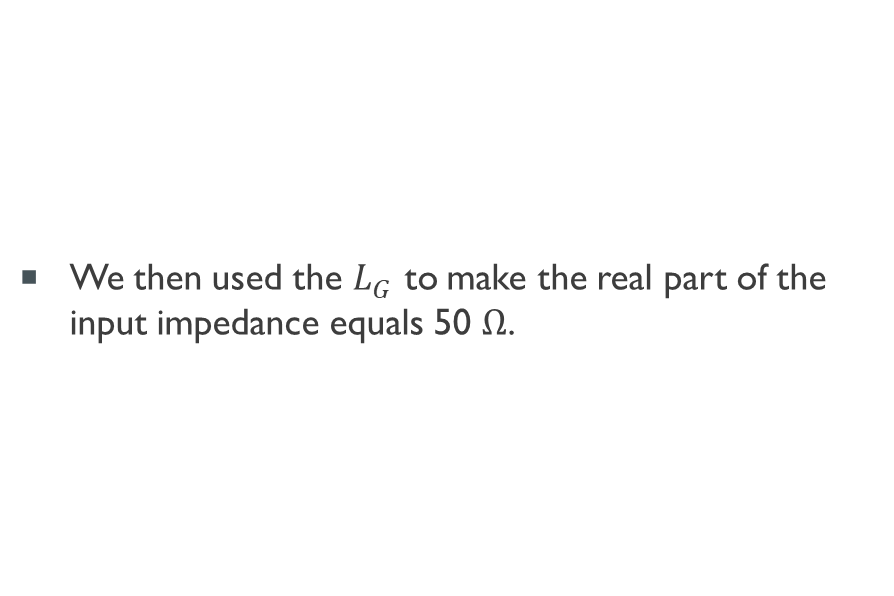 ▪ We then used the L_G to make the real part of the
input impedance equals 50 Ω.